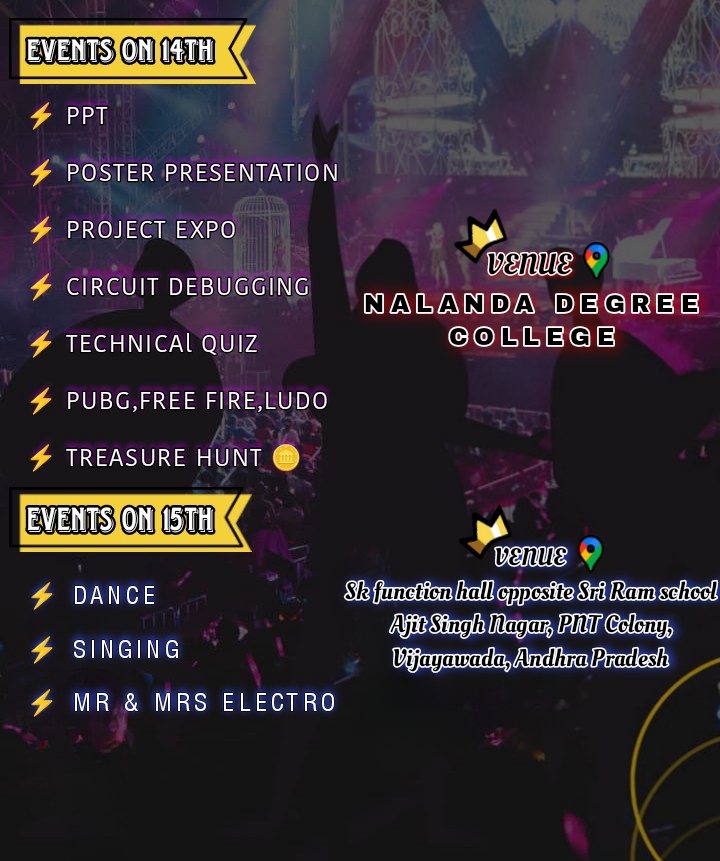 EVENTS ON 14TH
⚡ PPT
⚡ POSTER PRESENTATION
⚡ PROJECT EXPO
⚡ CIRCUIT DEBUGGING
⚡ TECHNICAl QUIZ
⚡ PUBG,FREE FIRE,LUDO
⚡ TREASURE HUNT 🪙
VENUE
NALANDA DEGREE
COLLEGE
EVENTS ON 15TH
⚡ DANCE
⚡ SINGING
⚡ MR & MRS ELECTRO
VENUE
Sk function hall opposite Sri Ram school
Ajit Singh Nagar, PNT Colony,
Vijayawada, Andhra Pradesh